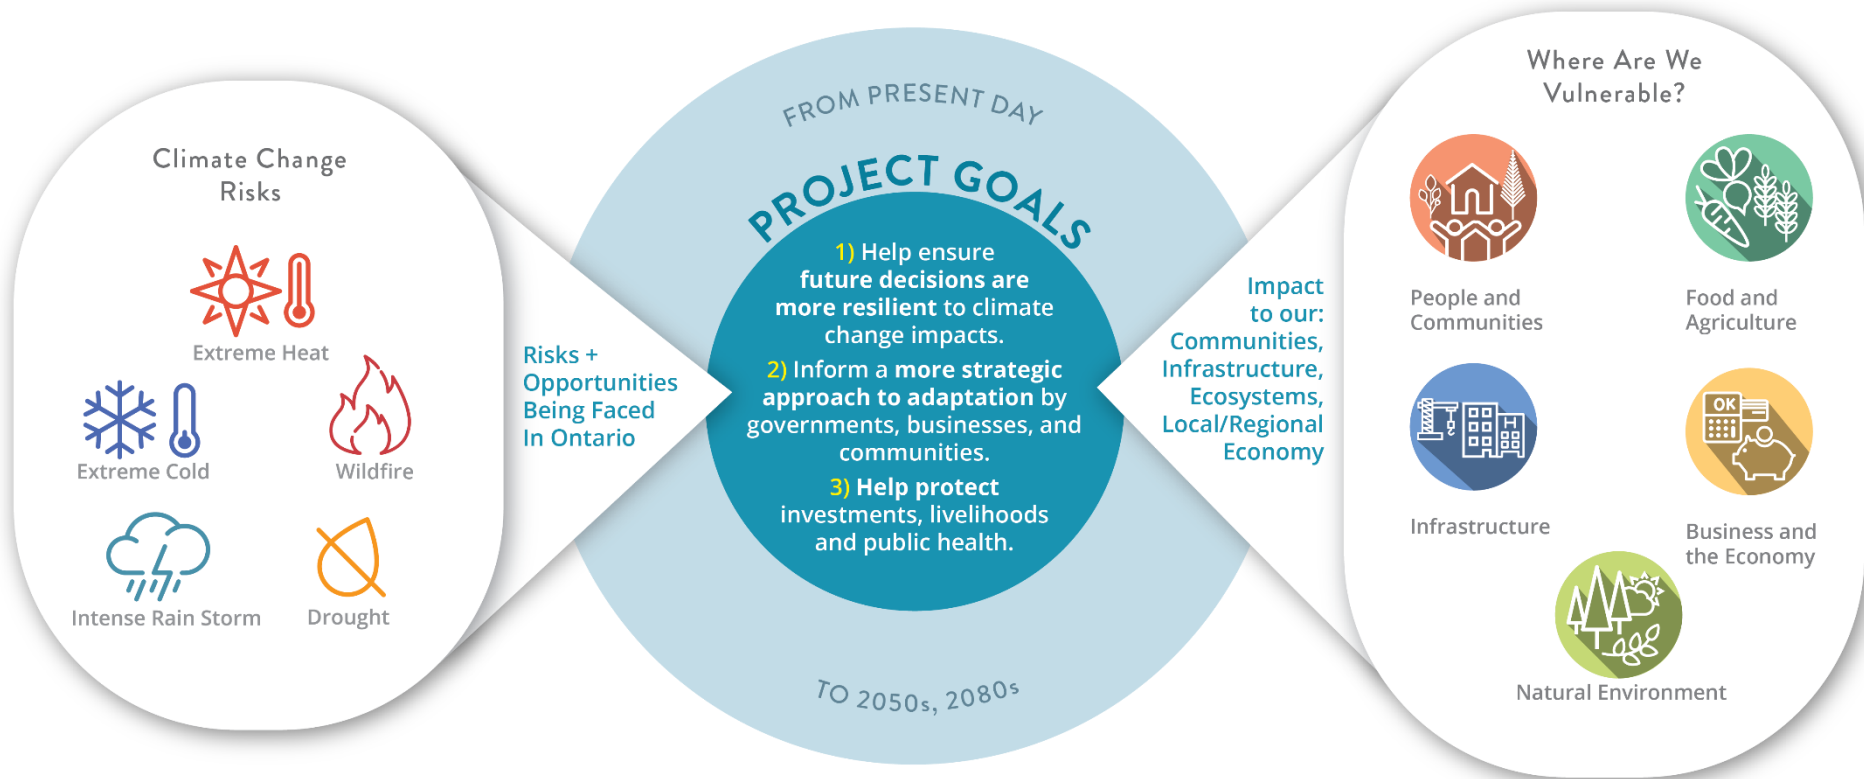 Climate Change
Risks
Extreme Heat
Extreme Cold
Wildfire
Intense Rain Storm
Drought
Risks +
Opportunities
Being Faced
In Ontario
FROM PRESENT DAY
PROJECT GOALS
1) Help ensure
future decisions are
more resilient to climate
change impacts.
2) Inform a more strategic
approach to adaptation by
governments, businesses, and
communities.
3) Help protect
investments, livelihoods
and public health.
TO 2050s, 2080s
Impact
to our:
Communities,
Infrastructure,
Ecosystems,
Local/Regional
Economy
Where Are We
Vulnerable?
People and
Communities
Food and
Agriculture
H
Infrastructure
OK
Business and
the Economy
Natural Environment